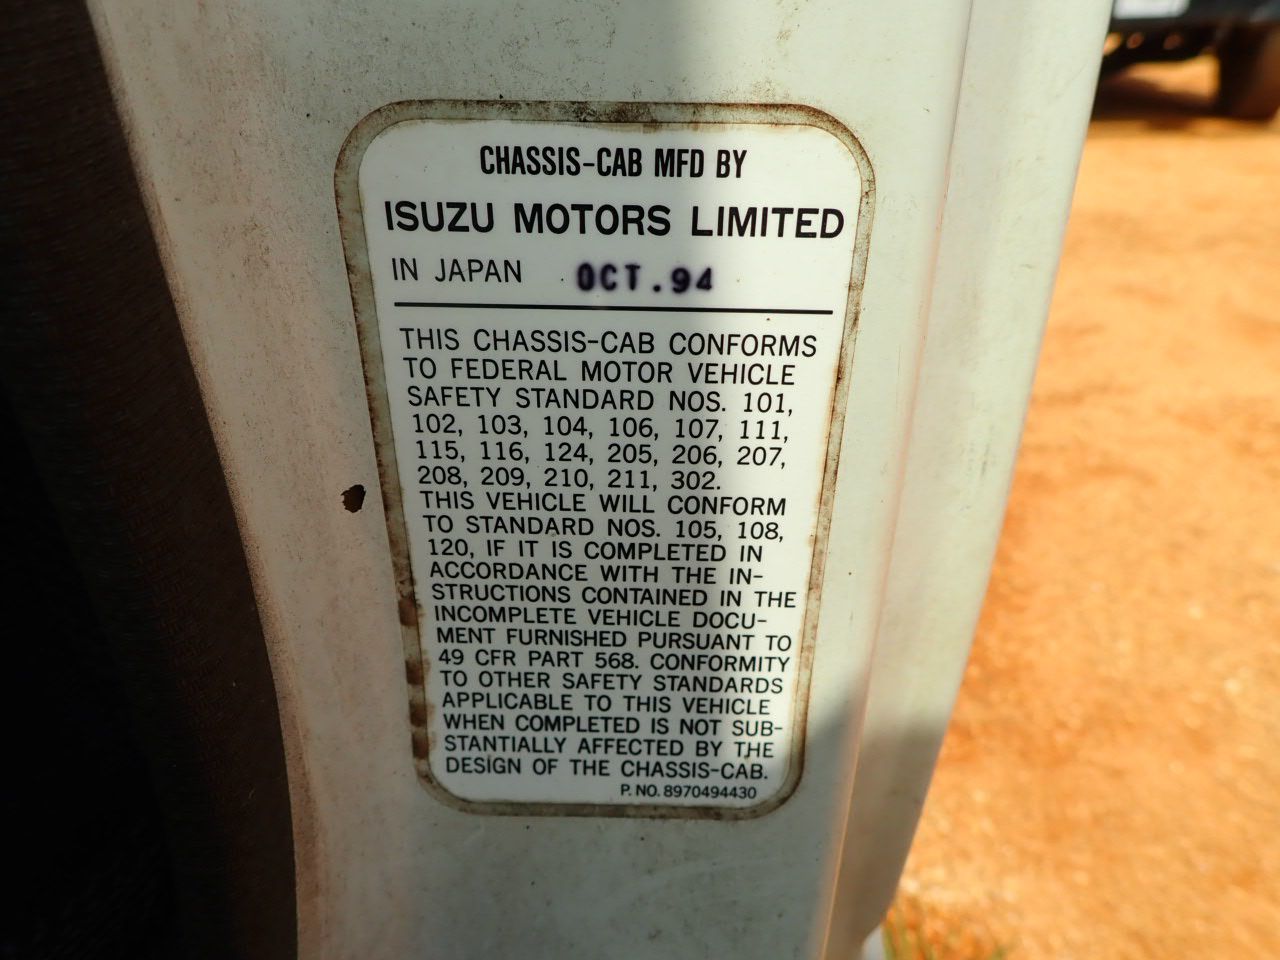 CHASSIS-CAB MFD BY
ISUZU MOTORS LIMITED
IN JAPAN OCT.94
THIS CHASSIS-CAB CONFORMS
TO FEDERAL MOTOR VEHICLE
SAFETY STANDARD NOS. 101,
102, 103, 104, 106, 107, 111,
115, 116, 124, 205, 206, 207,
208, 209, 210, 211, 302.
THIS VEHICLE WILL CONFORM
TO STANDARD NOS. 105, 108,
120, IF IT IS COMPLETED IN
ACCORDANCE WITH THE IN-
STRUCTIONS CONTAINED IN THE
INCOMPLETE VEHICLE DOCU-
MENT FURNISHED PURSUANT TO
49 CFR PART 568. CONFORMITY
TO OTHER SAFETY STANDARDS
APPLICABLE TO THIS VEHICLE
WHEN COMPLETED IS NOT SUB-
STANTIALLY AFFECTED BY THE
DESIGN OF THE CHASSIS-CAB.
P. NO. 8970494430